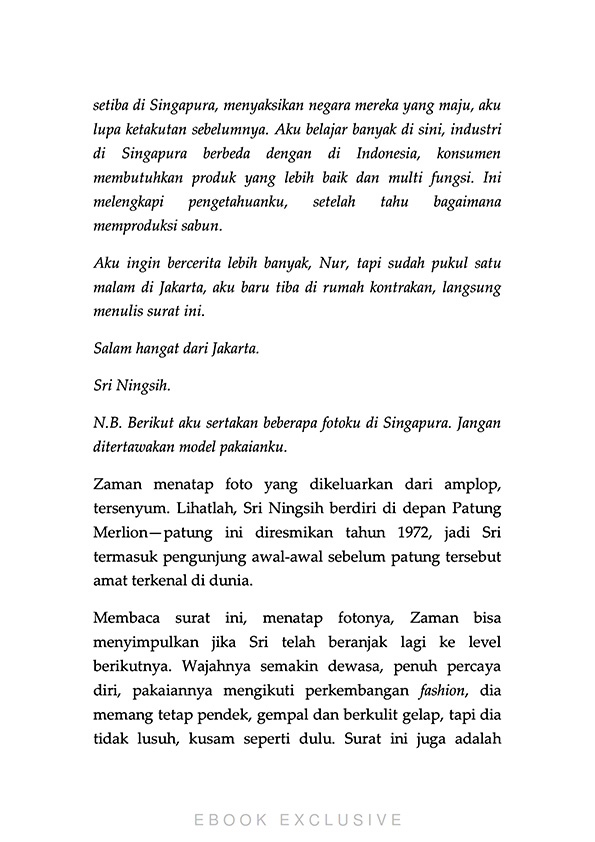 setiba di Singapura, menyaksikan negara mereka yang maju, aku
lupa ketakutan sebelumnya. Aku belajar banyak di sini, industri
di Singapura berbeda dengan di Indonesia, konsumen
membutuhkan produk yang lebih baik dan multi fungsi. Ini
melengkapi pengetahuanku, setelah tahu bagaimana
memproduksi sabun.
Aku ingin bercerita lebih banyak, Nur, tapi sudah pukul satu
malam di Jakarta, aku baru tiba di rumah kontrakan, langsung
menulis surat ini.
Salam hangat dari Jakarta.
Sri Ningsih.
N.B. Berikut aku sertakan beberapa fotoku di Singapura. Jangan
ditertawakan model pakaianku.
Zaman menatap foto yang dikeluarkan dari amplop,
tersenyum. Lihatlah, Sri Ningsih berdiri di depan Patung
Merlion—patung ini diresmikan tahun 1972, jadi Sri
termasuk pengunjung awal-awal sebelum patung tersebut
amat terkenal di dunia.
Membaca surat ini, menatap fotonya, Zaman bisa
menyimpulkan jika Sri telah beranjak lagi ke level
berikutnya. Wajahnya semakin dewasa, penuh percaya
diri, pakaiannya mengikuti perkembangan fashion, dia
memang tetap pendek, gempal dan berkulit gelap, tapi dia
tidak lusuh, kusam seperti dulu. Surat ini juga adalah
EBOOK EXCLUSIVE